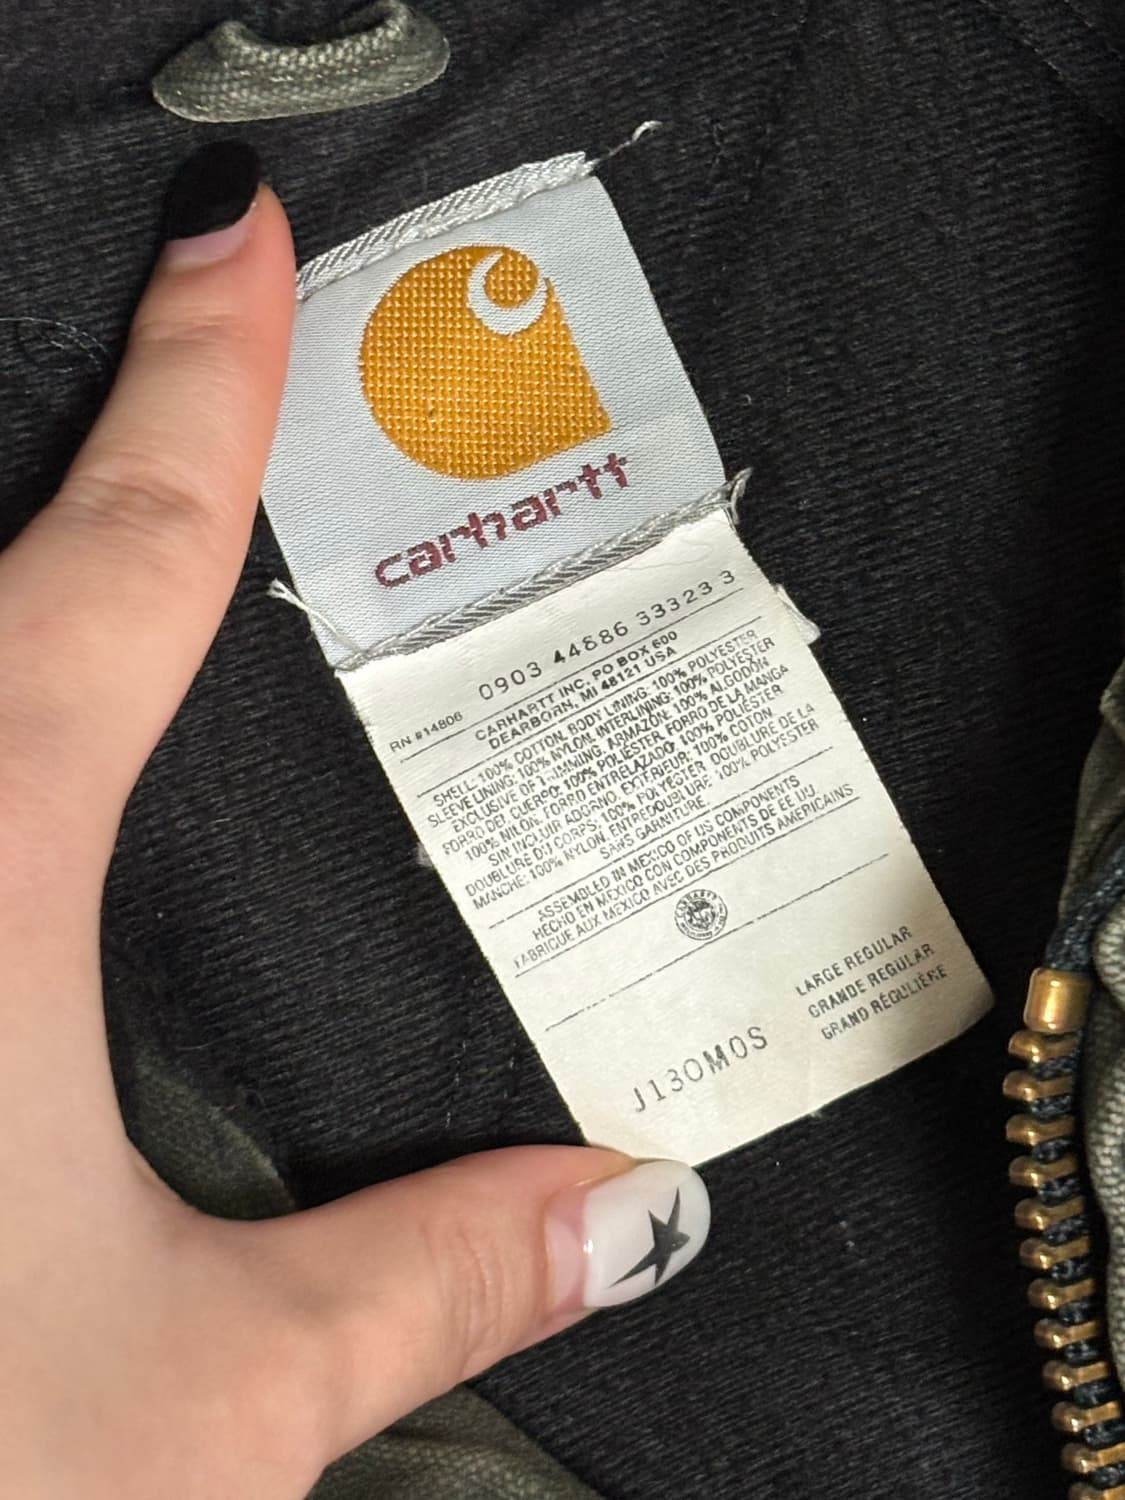 carhartt
0903 44886 33323 3
RN #14806
CARHARTT INC, PO BOX 600
DEARBORN, MI 48121 USA
SHELL: 100% COTTON, BODY LINING: 100% POLYESTER
SLEEVE LINING: 100% NYLON, INTERLINING: 100% POLYESTER
EXCLUSIVE OF TRIMMING. ARMAZÓN: 100% ALGODÓN
FORRO DEL CUERPO: 100% POLIÉSTER, FORRO DE LA MANGA
100% NILÓN, FORRO ENTRELAZADO: 100% POLIÉSTER
SIN INCLUIR ADORNO. EXTÉRIEUR: 100% COTON
DOUBLURE DU CORPS: 100% POLYESTER, DOUBLURE DE LA
MANCHE: 100% NYLON, ENTREDOUBLURE: 100% POLYESTER
SANS GARNITURE.
ASSEMBLED IN MEXICO OF US COMPONENTS
HECHO EN MEXICO CON COMPONENTS DE EE UU
FABRIQUÉ AUX MEXICO AVEC DES PRODUITS AMERICAINS
LARGE REGULAR
GRANDE REGULAR
GRAND RÉGULIÈRE
J130MOS